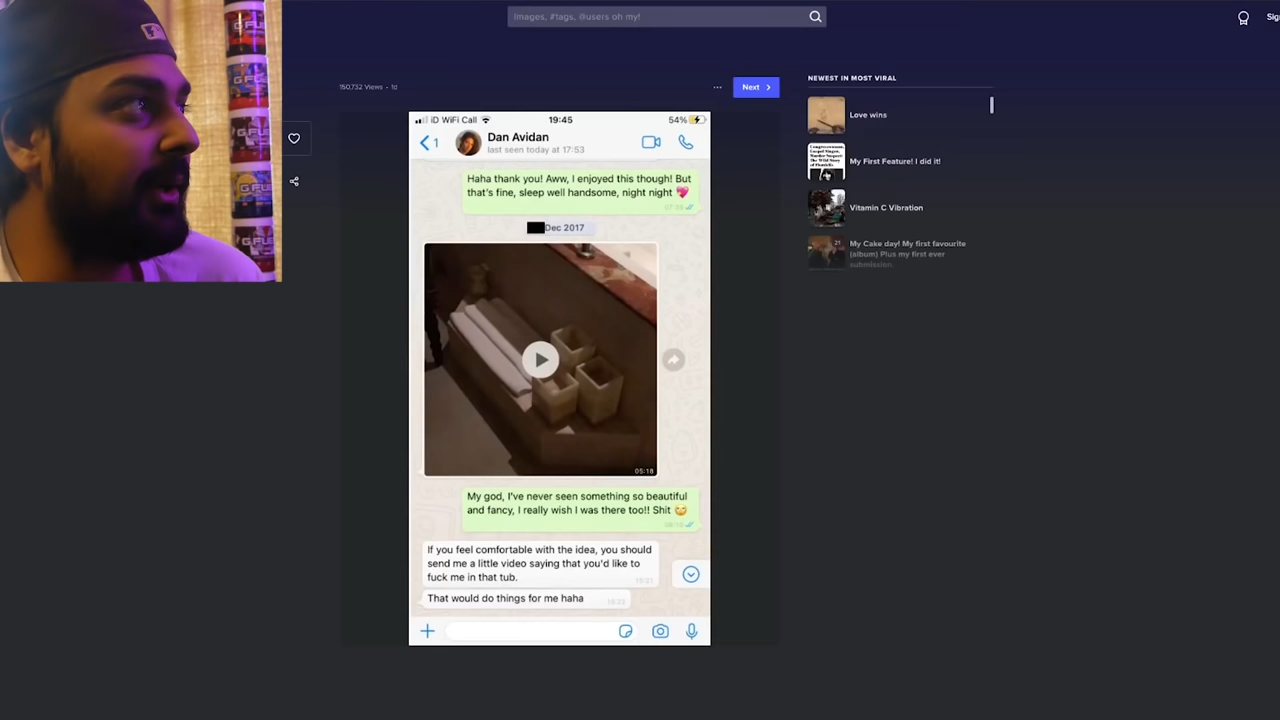 Images, #tags, @users oh my!
Sig
150,732 Views • 1d
...
Next
NEWEST IN MOST VIRAL
Love wins
My First Feature! I did it!
Vitamin C Vibration
21
My Cake day! My first favourite
(album) Plus my first ever
submission.
G FUEL
iD WiFi Call
19:45
54%
1
Dan Avidan
last seen today at 17:53
Haha thank you! Aww, I enjoyed this though! But
that's fine, sleep well handsome, night night 💖
Dec 2017
05:18
My god, I've never seen something so beautiful
and fancy, I really wish I was there too!! Shit
If you feel comfortable with the idea, you should
send me a little video saying that you'd like to
fuck me in that tub.
That would do things for me haha